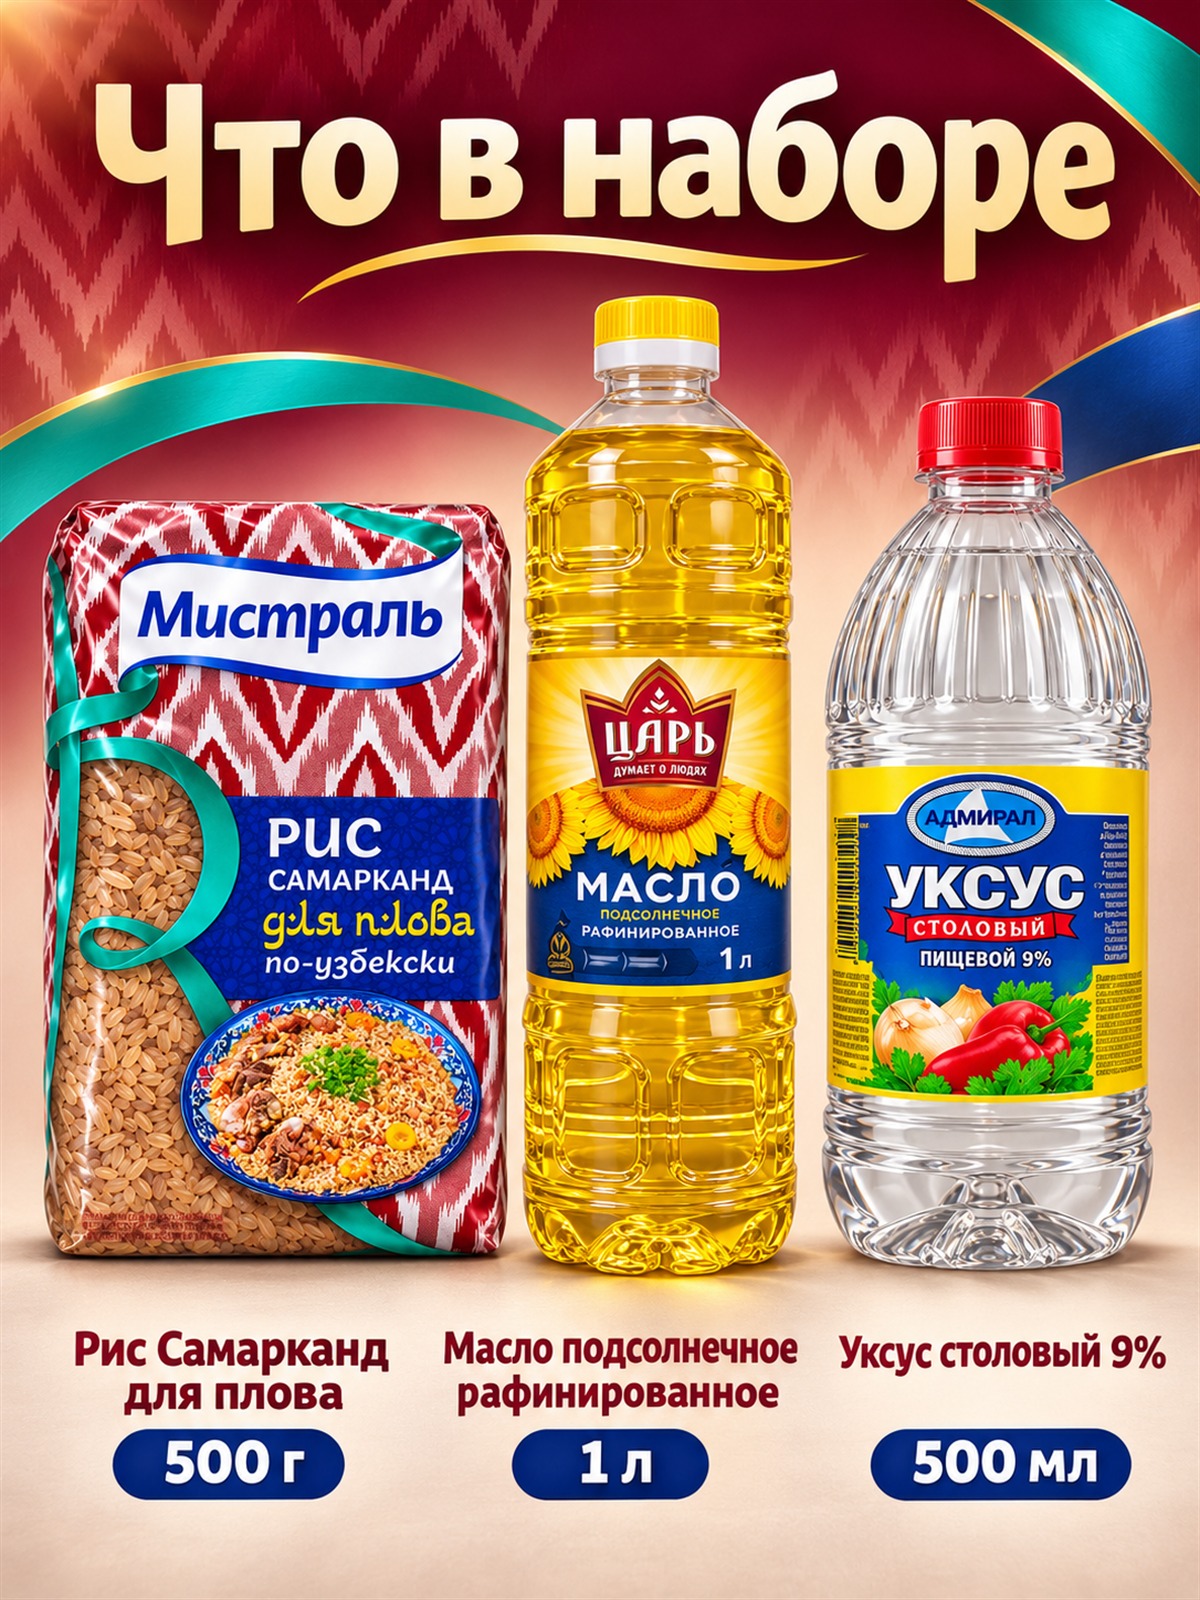 Что в наборе
Мистраль
РИС
САМАРКАНД
для плова
по-узбекски
ЦАРЬ
ДУМАЕТ О ЛЮДЯХ
МАСЛО
ПОДСОЛНЕЧНОЕ
РАФИНИРОВАННОЕ
1 л
АДМИРАЛ
УКСУС
СТОЛОВЫЙ
ПИЩЕВОЙ 9%
Рис Самарканд
для плова
500 г
Масло подсолнечное
рафинированное
1 л
Уксус столовый 9%
500 мл